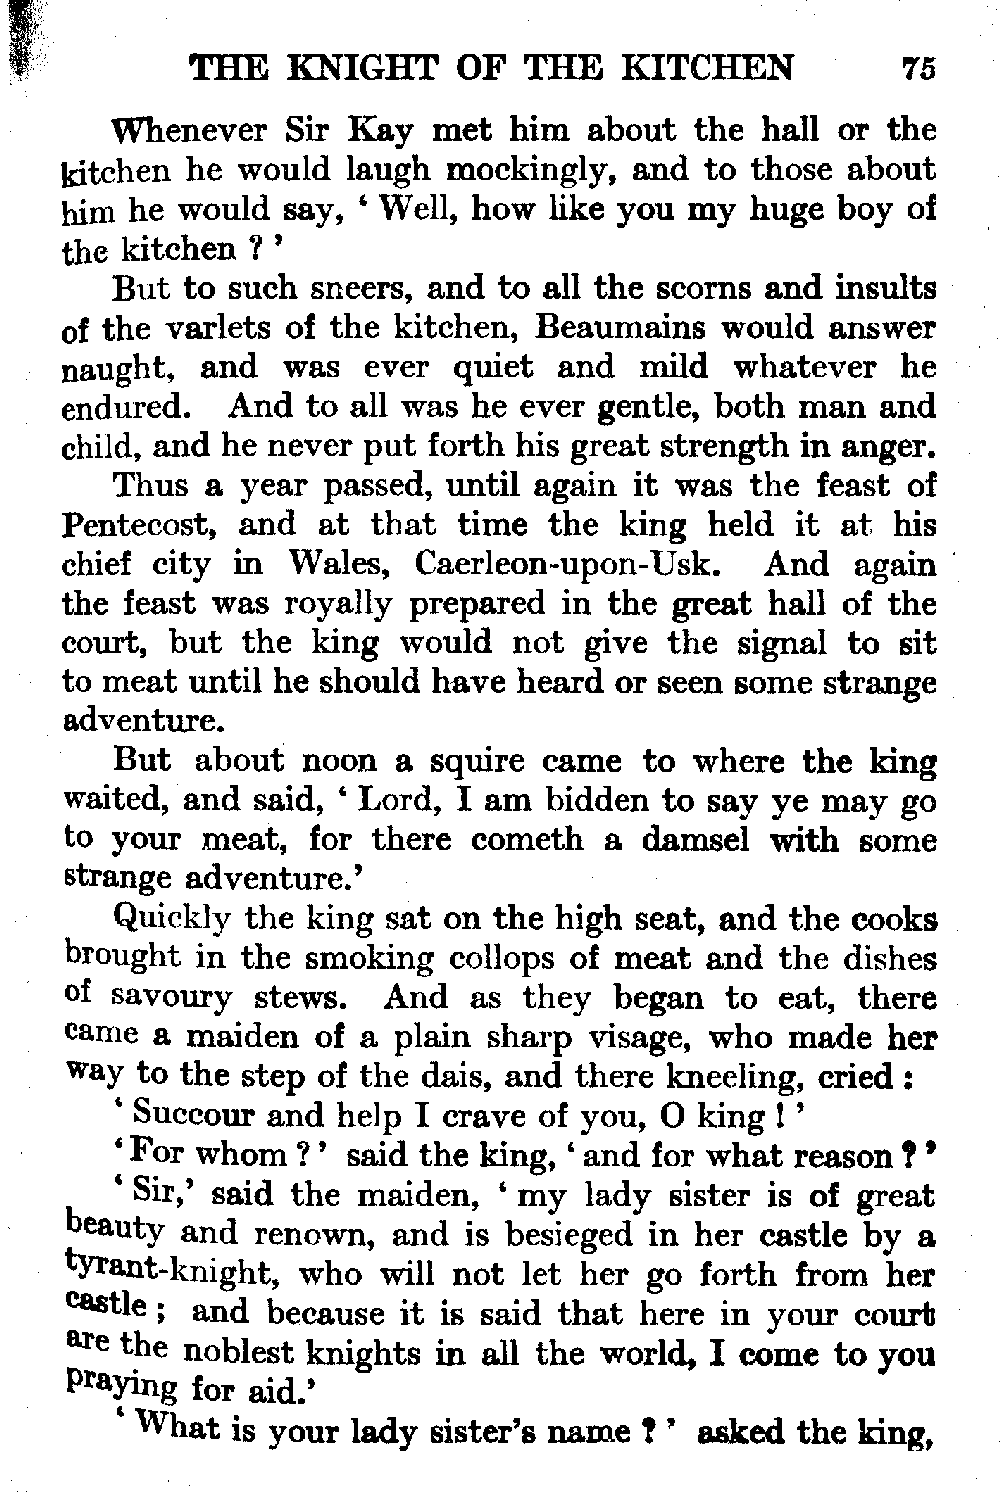 THE KNIGHT OF THE KITCHEN 75
Whenever Sir Kay met him about the hall or the
kitchen he would laugh mockingly, and to those about
him he would say, ‘ Well, how like you my huge boy of
the kitchen ? ’
But to such sneers, and to all the scorns and insults
of the varlets of the kitchen, Beaumains would answer
naught, and was ever quiet and mild whatever he
endured. And to all was he ever gentle, both man and
child, and he never put forth his great strength in anger.
Thus a year passed, until again it was the feast of
Pentecost, and at that time the king held it at his
chief city in Wales, Caerleon-upon-Usk. And again
the feast was royally prepared in the great hall of the
court, but the king would not give the signal to sit
to meat until he should have heard or seen some strange
adventure.
But about noon a squire came to where the king
waited, and said, ‘ Lord, I am bidden to say ye may go
to your meat, for there cometh a damsel with some
strange adventure.’
Quickly the king sat on the high seat, and the cooks
brought in the smoking collops of meat and the dishes
of savoury stews. And as they began to eat, there
came a maiden of a plain sharp visage, who made her
way to the step of the dais, and there kneeling, cried :
‘ Succour and help I crave of you, O king ! ’
‘ For whom ? ’ said the king, ‘ and for what reason ? ’
‘ Sir,’ said the maiden, ‘ my lady sister is of great
beauty and renown, and is besieged in her castle by a
tyrant-knight, who will not let her go forth from her
castle ; and because it is said that here in your court
are the noblest knights in all the world, I come to you
praying for aid.’
‘ What is your lady sister’s name ? ’ asked the king,